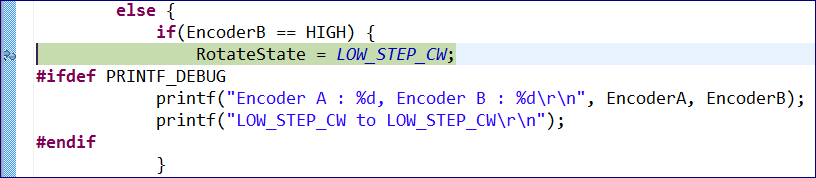 else {
if(EncoderB == HIGH) {
RotateState = LOW_STEP_CW;
#ifdef PRINTF_DEBUG
printf("Encoder A : %d, Encoder B : %d\r\n", EncoderA, EncoderB);
printf("LOW_STEP_CW to LOW_STEP_CW\r\n");
#endif
}